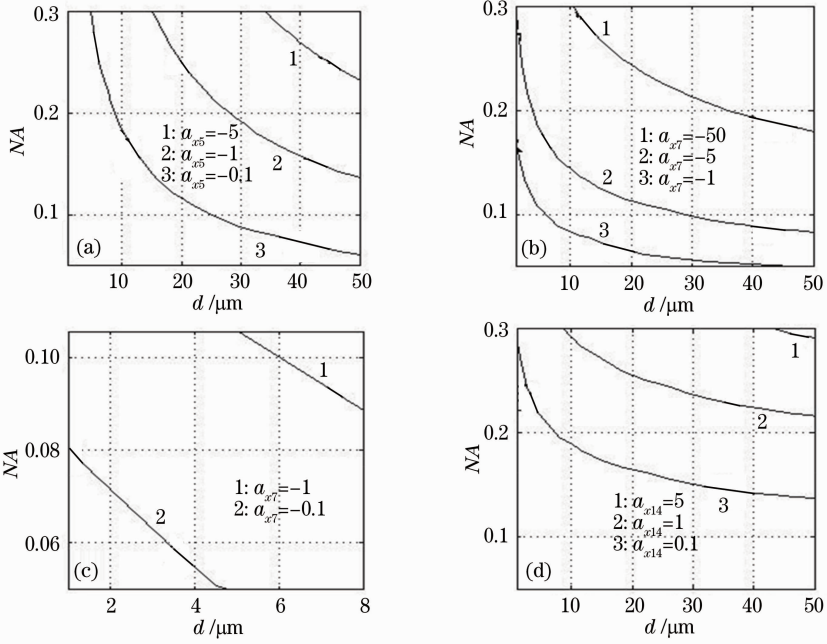 0.3
0.2
0.1
NA
1
2
3
1: a_x5=−5
2: a_x5=−1
3: a_x5=−0.1
(a)
10 20 30 40 50
d /μm
0.3
0.2
0.1
NA
1
2
3
1: a_x7=−50
2: a_x7=−5
3: a_x7=−1
(b)
10 20 30 40 50
d /μm
0.10
0.08
0.06
NA
1
2
1: a_x7=−1
2: a_x7=−0.1
(c)
2 4 6 8
d /μm
0.3
0.2
0.1
NA
1
2
3
1: a_x14=5
2: a_x14=1
3: a_x14=0.1
(d)
10 20 30 40 50
d /μm